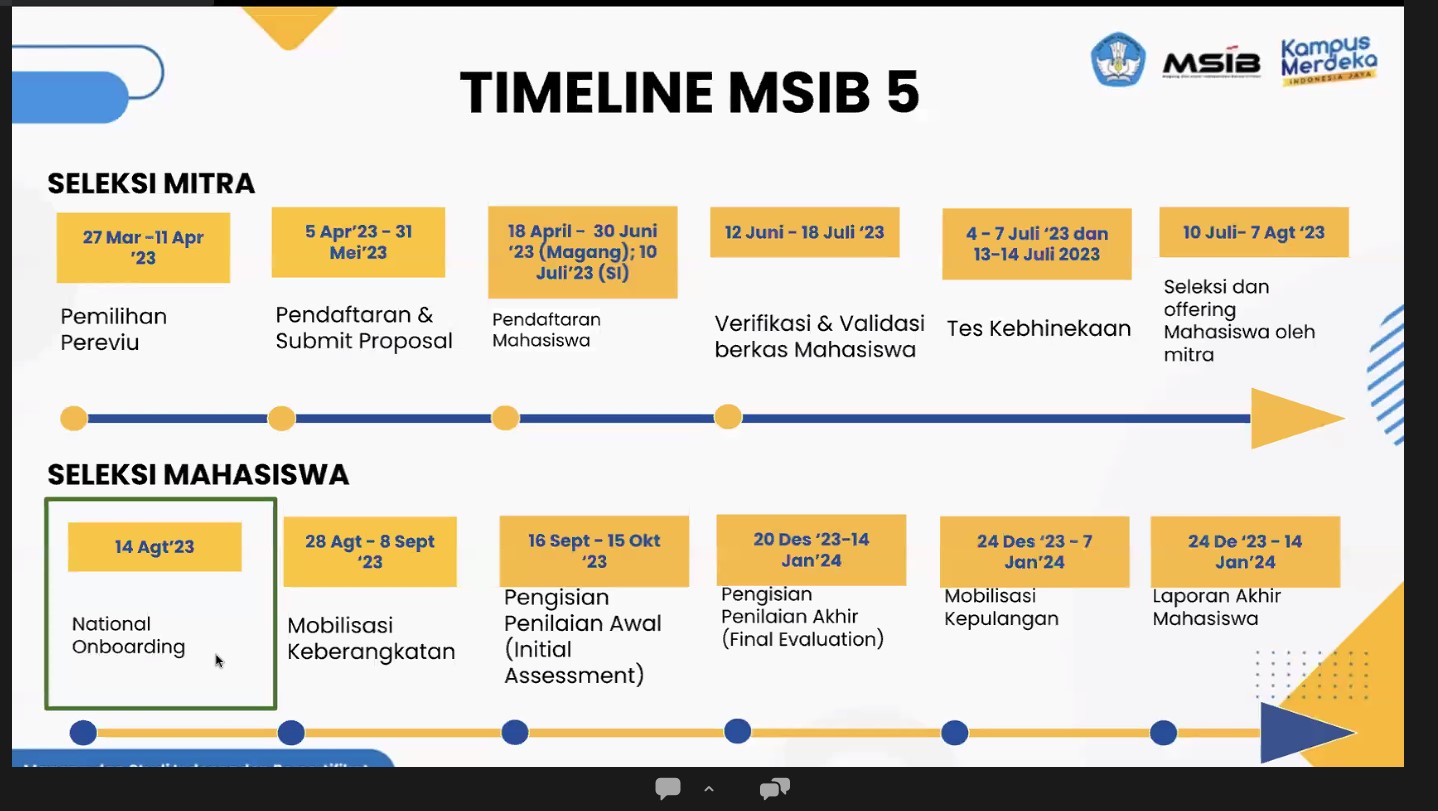 TIMELINE MSIB 5
MSIB
Kampus
Merdeka
INDONESIA JAYA
SELEKSI MITRA
27 Mar -11 Apr
‘23
Pemilihan
Pereviu
5 Apr’23 - 31
Mei’23
Pendaftaran &
Submit Proposal
18 April - 30 Juni
‘23 (Magang); 10
Juli’23 (SI)
Pendaftaran
Mahasiswa
12 Juni - 18 Juli ‘23
Verifikasi & Validasi
berkas Mahasiswa
4 - 7 Juli ‘23 dan
13-14 Juli 2023
Tes Kebhinekaan
10 Juli- 7 Agt ‘23
Seleksi dan
offering
Mahasiswa oleh
mitra
SELEKSI MAHASISWA
14 Agt’23
National
Onboarding
28 Agt - 8 Sept
‘23
Mobilisasi
Keberangkatan
16 Sept - 15 Okt
‘23
Pengisian
Penilaian Awal
(Initial
Assessment)
20 Des ‘23-14
Jan’24
Pengisian
Penilaian Akhir
(Final Evaluation)
24 Des ‘23 - 7
Jan’24
Mobilisasi
Kepulangan
24 De ‘23 - 14
Jan’24
Laporan Akhir
Mahasiswa